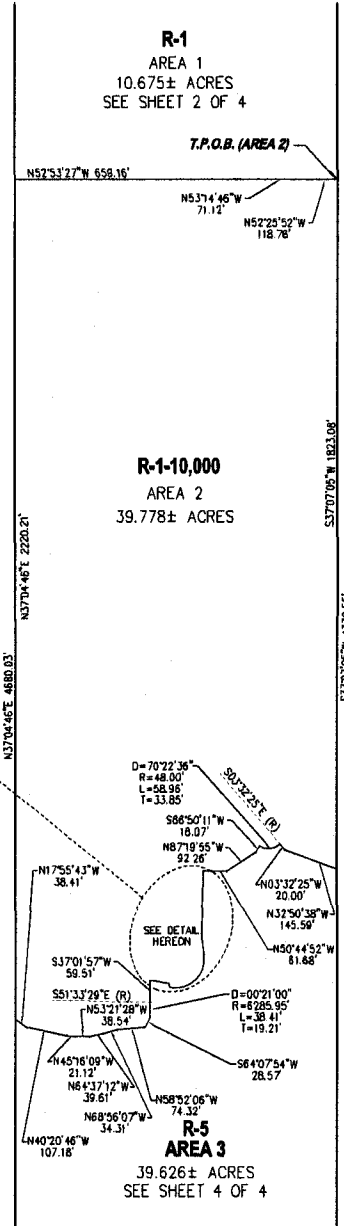 R-1
AREA 1
10.675± ACRES
SEE SHEET 2 OF 4
T.P.O.B. (AREA 2)
N52°53'27"W 659.16'
N53°14'46"W
71.12'
N52°25'52"W
118.78'
R-1-10,000
AREA 2
39.778± ACRES
S37°07'05"W 1823.08'
N37°04'46"E 2220.21'
N37°04'46"E 4680.03'
D=70°22'36"
R=48.00'
L=58.96'
T=33.85'
S03°32'25"E (R)
S66°50'11"W
16.07'
N87°19'55"W
92.26'
N17°55'43"W
38.41'
N03°32'25"W
20.00'
N32°50'38"W
145.59'
SEE DETAIL
HEREON
N50°44'52"W
61.68'
S37°01'57"W
59.51'
S51°33'29"E (R)
N53°21'28"W
38.54'
D=00°21'00"
R=6285.95'
L=38.41'
T=19.21'
N45°16'09"W
21.12'
S64°07'54"W
28.57'
N64°37'12"W
39.61'
N58°52'06"W
74.32'
N68°56'07"W
34.31'
N40°20'46"W
107.18'
R-5
AREA 3
39.626± ACRES
SEE SHEET 4 OF 4